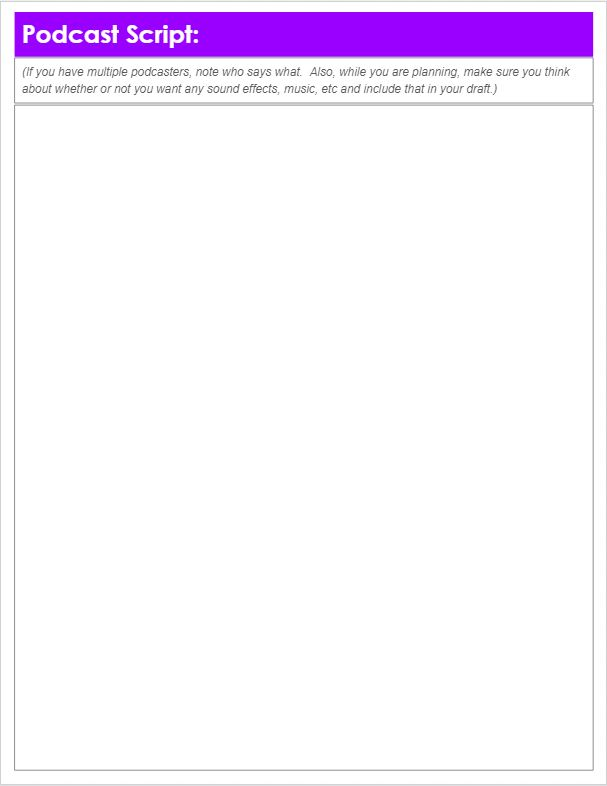 Podcast Script:
(If you have multiple podcasters, note who says what.  Also, while you are planning, make sure you think
about whether or not you want any sound effects, music, etc and include that in your draft.)